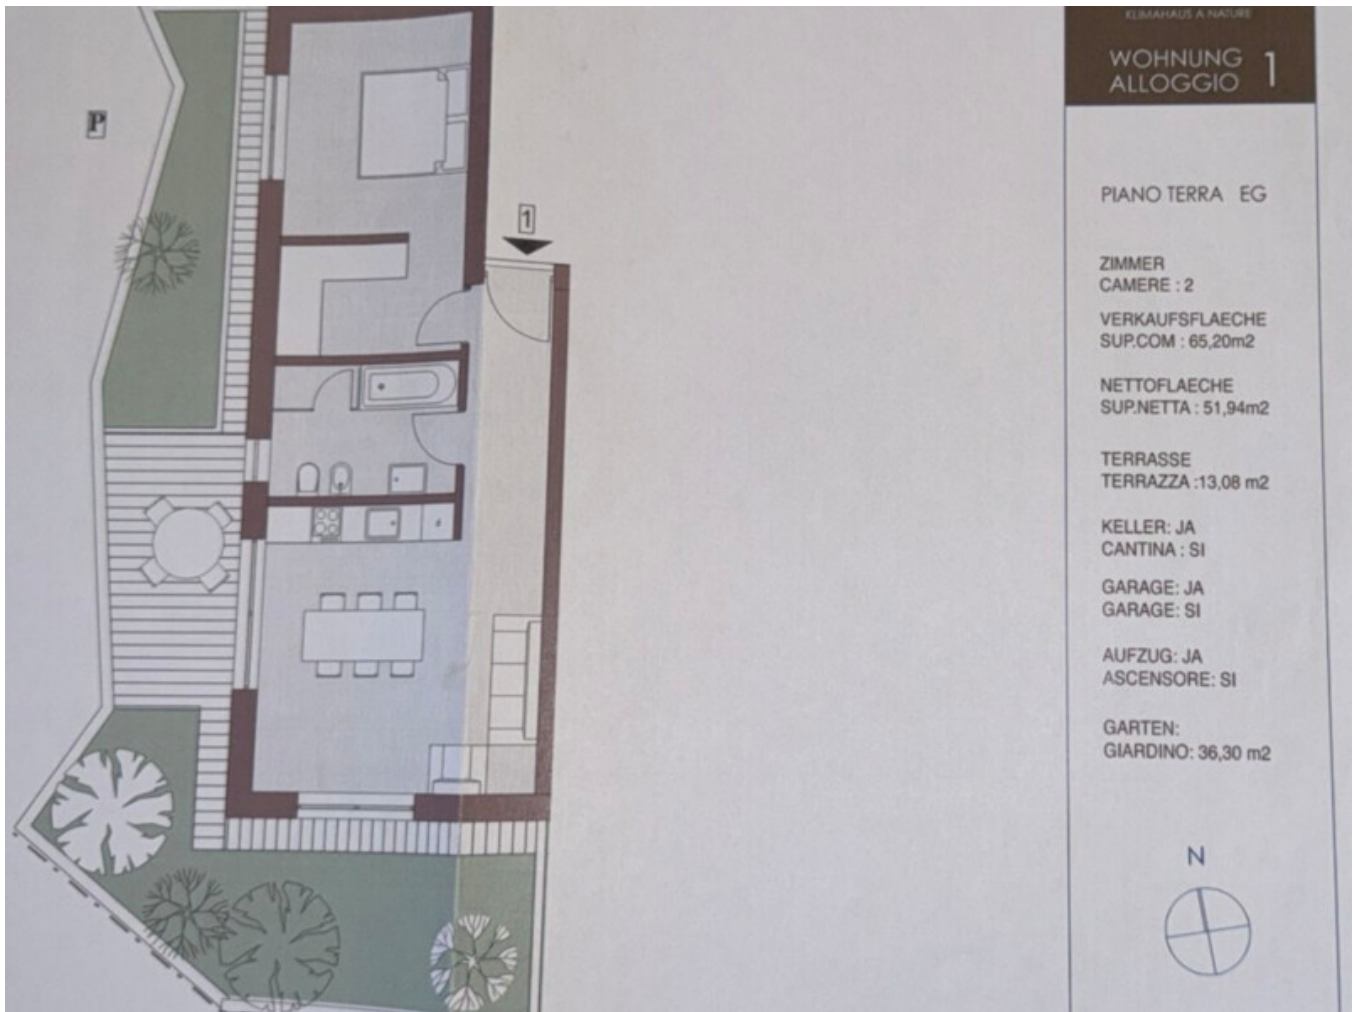 KLIMAHAUS A NATURE
WOHNUNG
ALLOGGIO 1
PIANO TERRA EG
ZIMMER
CAMERE : 2
VERKAUFSFLAECHE
SUP.COM : 65,20m2
NETTOFLAECHE
SUP.NETTA : 51,94m2
TERRASSE
TERRAZZA :13,08 m2
KELLER: JA
CANTINA : SI
GARAGE: JA
GARAGE: SI
AUFZUG: JA
ASCENSORE: SI
GARTEN:
GIARDINO: 36,30 m2
N
P
1